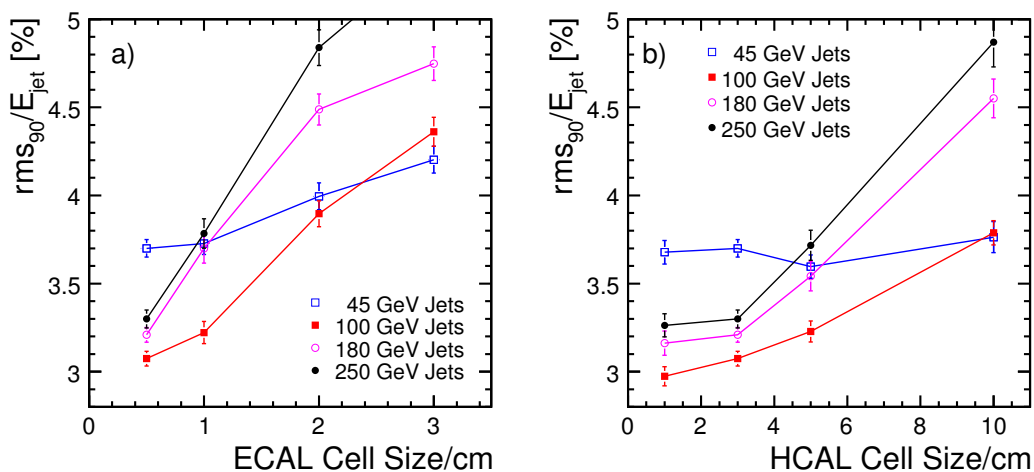 a)
rms90/Ejet [%]
5
4.5
4
3.5
3
45 GeV Jets
100 GeV Jets
180 GeV Jets
250 GeV Jets
0 1 2 3
ECAL Cell Size/cm
b)
rms90/Ejet [%]
5
4.5
4
3.5
3
45 GeV Jets
100 GeV Jets
180 GeV Jets
250 GeV Jets
0 2 4 6 8 10
HCAL Cell Size/cm